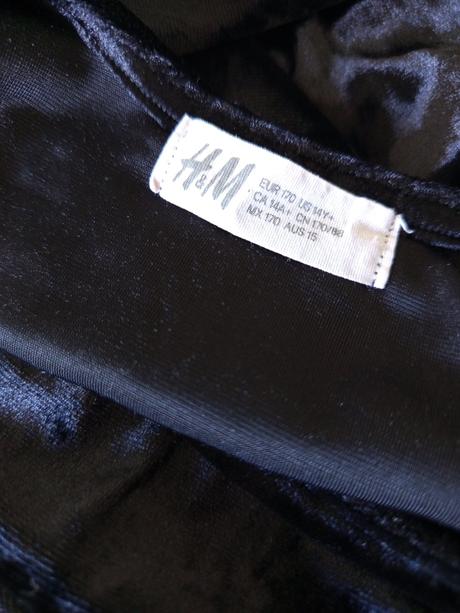 H&M
EUR 170 US 14Y+
CA 14A+ CN 170/88
MX 170 AUS 15